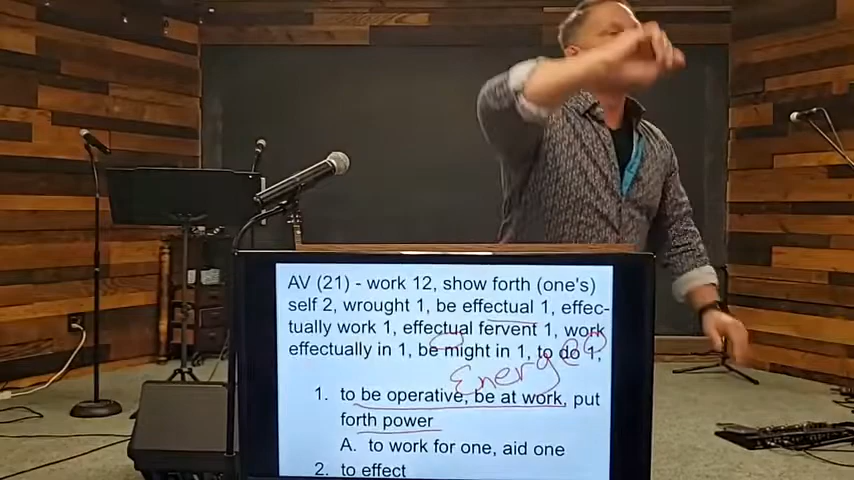 AV (21) - work 12, show forth (one's)
self 2, wrought 1, be effectual 1, effec-
tually work 1, effectual fervent 1, work
effectually in 1, be might in 1, to do 1,
Energeo
1. to be operative, be at work, put
forth power
A. to work for one, aid one
2. to effect